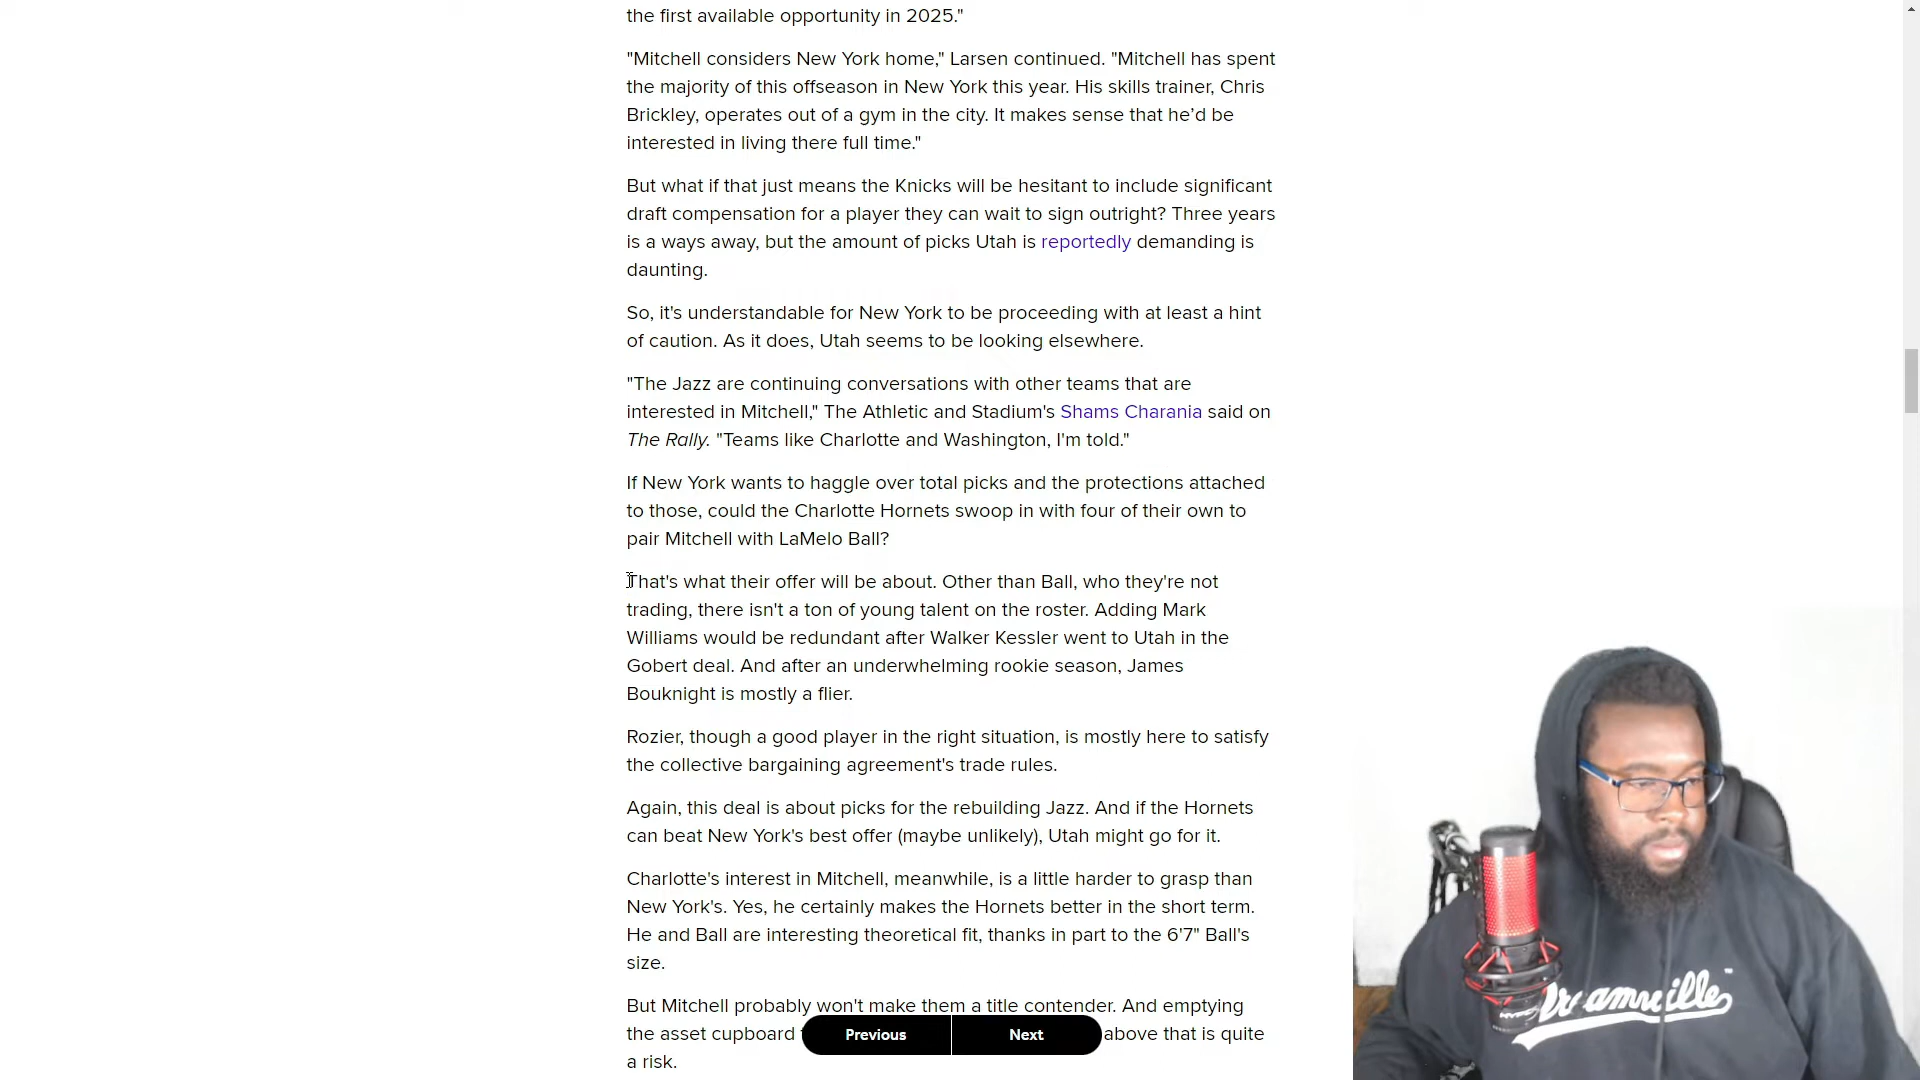 the first available opportunity in 2025."
"Mitchell considers New York home," Larsen continued. "Mitchell has spent
the majority of this offseason in New York this year. His skills trainer, Chris
Brickley, operates out of a gym in the city. It makes sense that he’d be
interested in living there full time."
But what if that just means the Knicks will be hesitant to include significant
draft compensation for a player they can wait to sign outright? Three years
is a ways away, but the amount of picks Utah is reportedly demanding is
daunting.
So, it's understandable for New York to be proceeding with at least a hint
of caution. As it does, Utah seems to be looking elsewhere.
"The Jazz are continuing conversations with other teams that are
interested in Mitchell," The Athletic and Stadium's Shams Charania said on
The Rally. "Teams like Charlotte and Washington, I'm told."
If New York wants to haggle over total picks and the protections attached
to those, could the Charlotte Hornets swoop in with four of their own to
pair Mitchell with LaMelo Ball?
That's what their offer will be about. Other than Ball, who they're not
trading, there isn't a ton of young talent on the roster. Adding Mark
Williams would be redundant after Walker Kessler went to Utah in the
Gobert deal. And after an underwhelming rookie season, James
Bouknight is mostly a flier.
Rozier, though a good player in the right situation, is mostly here to satisfy
the collective bargaining agreement's trade rules.
Again, this deal is about picks for the rebuilding Jazz. And if the Hornets
can beat New York's best offer (maybe unlikely), Utah might go for it.
Charlotte's interest in Mitchell, meanwhile, is a little harder to grasp than
New York's. Yes, he certainly makes the Hornets better in the short term.
He and Ball are interesting theoretical fit, thanks in part to the 6'7" Ball's
size.
But Mitchell probably won't make them a title contender. And emptying
the asset cupboard above that is quite
a risk.
Previous Next
Dreamville